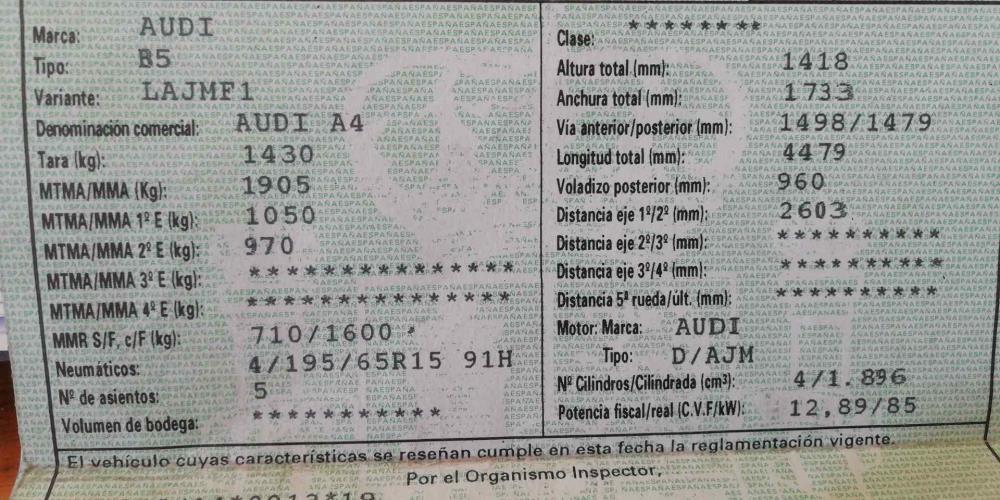 Marca: AUDI
Tipo: B5
Variante: LAJMF1
Denominación comercial: AUDI A4
Tara (kg): 1430
MTMA/MMA (Kg): 1905
MTMA/MMA 1º E (kg): 1050
MTMA/MMA 2º E (kg): 970
MTMA/MMA 3º E (kg): ***************
MTMA/MMA 4º E (kg): ***************
MMR S/F, c/F (kg): 710/1600
Neumáticos: 4/195/65R15 91H
Nº de asientos: 5
Volumen de bodega: ***********
Clase: ********
Altura total (mm): 1418
Anchura total (mm): 1733
Vía anterior/posterior (mm): 1498/1479
Longitud total (mm): 4479
Voladizo posterior (mm): 960
Distancia eje 1º/2º (mm): 2603
Distancia eje 2º/3º (mm): **********
Distancia eje 3º/4º (mm): **********
Distancia 5ª rueda/últ. (mm): **********
Motor: Marca: AUDI
Tipo: D/AJM
Nº Cilindros/Cilindrada (cm³): 4/1.896
Potencia fiscal/real (C.V.F/kW): 12,89/85
El vehículo cuyas características se reseñan cumple en esta fecha la reglamentación vigente.
Por el Organismo Inspector,